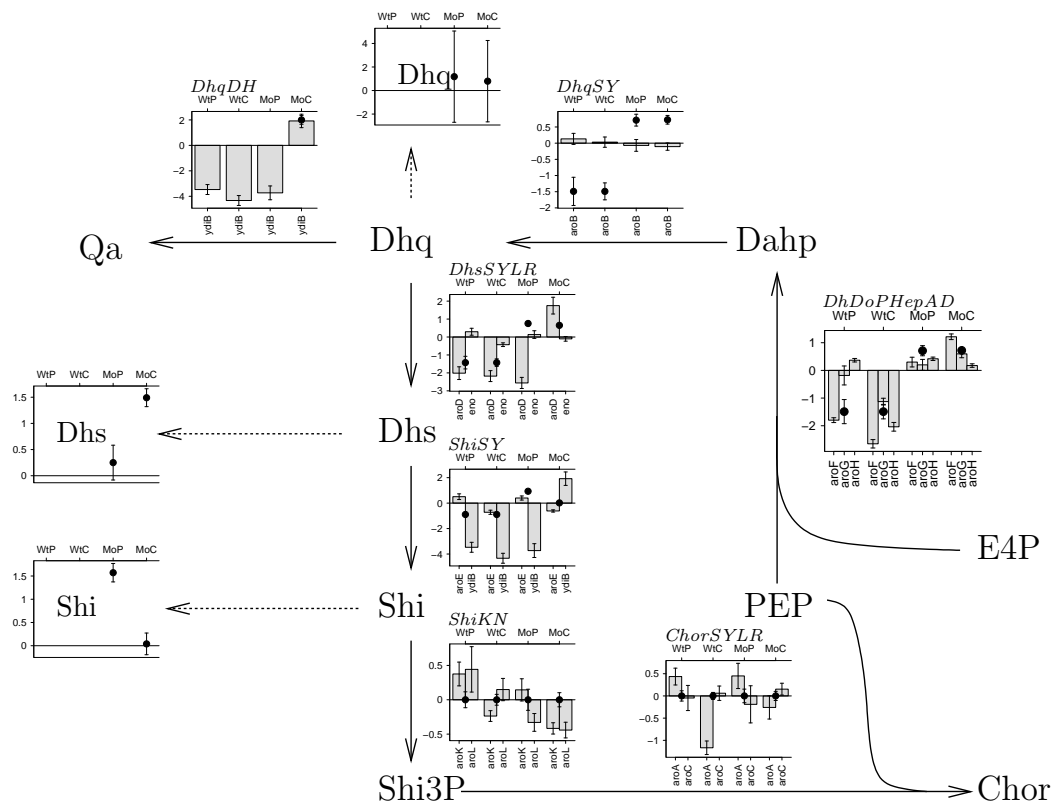 WtP WtC MoP MoC
4
2
0
−2
Dhq
DhqDH
WtP WtC MoP MoC
2
0
−2
−4
ydiB ydiB ydiB ydiB
DhqSY
WtP WtC MoP MoC
0.5
0
−0.5
−1
−1.5
−2
aroB aroB aroB aroB
Qa
Dhq
Dahp
DhsSYLR
WtP WtC MoP MoC
2
1
0
−1
−2
−3
aroD eno aroD eno aroD eno aroD eno
DhDoPHepAD
WtP WtC MoP MoC
1
0
−1
−2
aroF aroG aroH aroF aroG aroH aroF aroG aroH aroF aroG aroH
WtP WtC MoP MoC
1.5
1
0.5
0
Dhs
Dhs
ShiSY
WtP WtC MoP MoC
2
0
−2
−4
aroE ydiB aroE ydiB aroE ydiB aroE ydiB
E4P
WtP WtC MoP MoC
1.5
1
0.5
0
Shi
Shi
PEP
ShiKN
WtP WtC MoP MoC
0.5
0
−0.5
aroK aroL aroK aroL aroK aroL aroK aroL
ChorSYLR
WtP WtC MoP MoC
0.5
0
−0.5
−1
aroA aroC aroA aroC aroA aroC aroA aroC
Shi3P
Chor